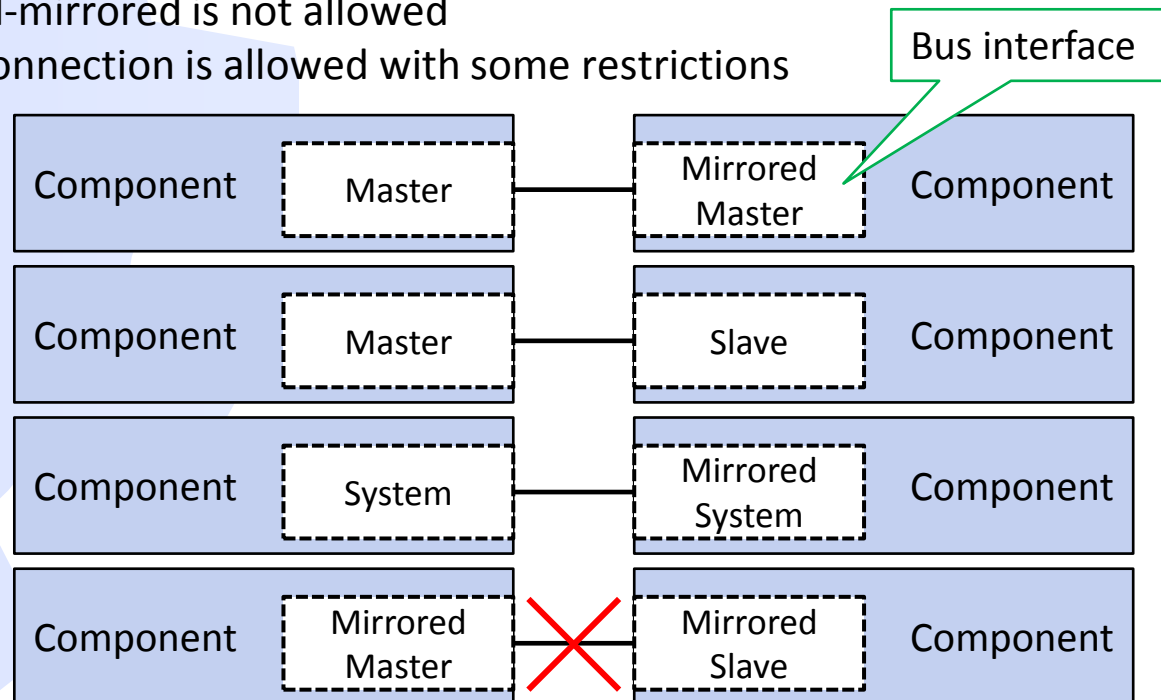 -mirrored is not allowed
onnection is allowed with some restrictions
Bus interface
Component
Master
Mirrored
Master
Component
Component
Master
Slave
Component
Component
System
Mirrored
System
Component
Component
Mirrored
Master
Mirrored
Slave
Component